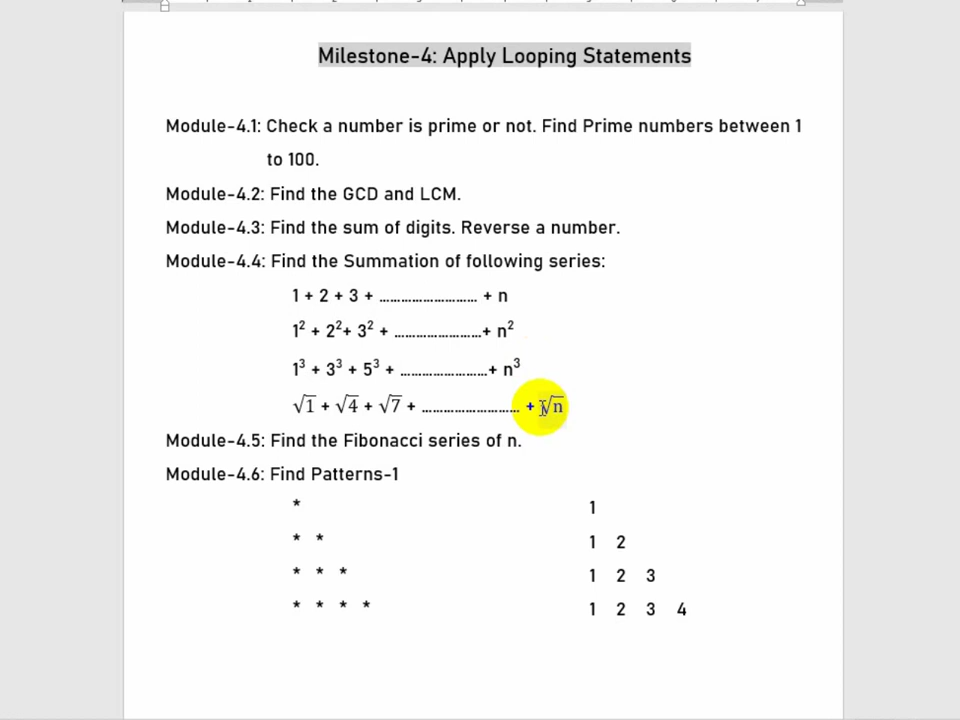 Milestone-4: Apply Looping Statements
Module-4.1: Check a number is prime or not. Find Prime numbers between 1
to 100.
Module-4.2: Find the GCD and LCM.
Module-4.3: Find the sum of digits. Reverse a number.
Module-4.4: Find the Summation of following series:
1 + 2 + 3 + ........................... + n
1² + 2²+ 3² + ........................+ n²
1³ + 3³ + 5³ + ........................+ n³
√1 + √4 + √7 + ........................... + √n
Module-4.5: Find the Fibonacci series of n.
Module-4.6: Find Patterns-1
* 1
* * 1 2
* * * 1 2 3
* * * * 1 2 3 4